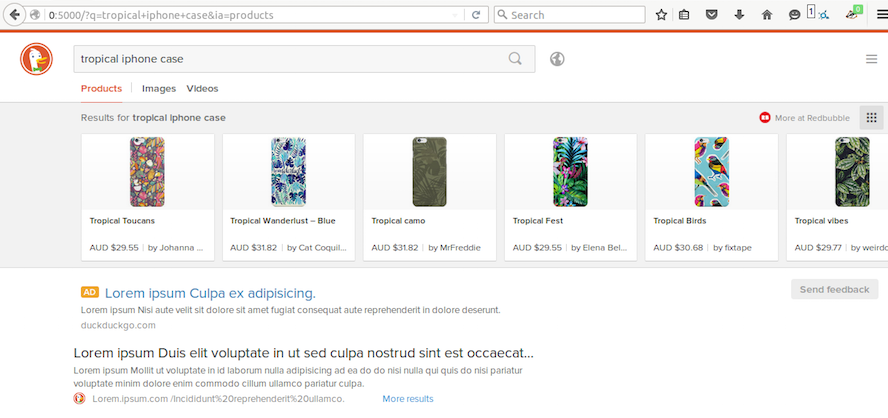 0:5000/?q=tropical+iphone+case&ia=products
Search
1
0
tropical iphone case
Products Images Videos
Results for tropical iphone case
More at Redbubble
Tropical Toucans
AUD $29.55 by Johanna ...
Tropical Wanderlust – Blue
AUD $31.82 by Cat Coquil...
Tropical camo
AUD $31.82 by MrFreddie
Tropical Fest
AUD $29.55 by Elena Bel...
Tropical Birds
AUD $30.68 by fixtape
Tropical vibes
AUD $29.77 by weirdo
AD Lorem ipsum Culpa ex adipisicing.
Send feedback
Lorem ipsum Nisi aute velit sit dolore sit amet fugiat consequat aute reprehenderit in dolore deserunt.
duckduckgo.com
Lorem ipsum Duis elit voluptate in ut sed culpa nostrud sint est occaecat...
Lorem ipsum Mollit ut voluptate in id laborum nulla adipisicing ad ea do do nisi nulla qui quis do nisi pariatur
voluptate minim dolore enim commodo cillum ullamco pariatur culpa.
Lorem.ipsum.com /Incididunt%20reprehenderit%20ullamco. More results